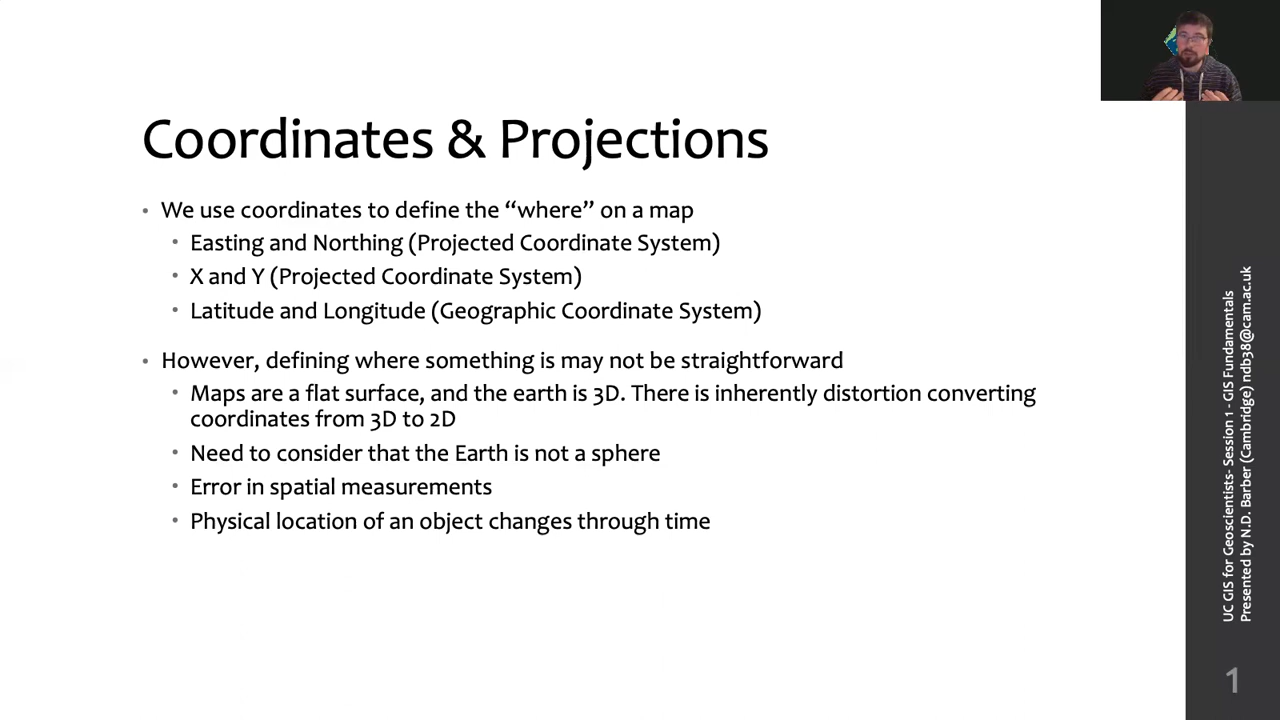 Coordinates & Projections
• We use coordinates to define the “where” on a map
• Easting and Northing (Projected Coordinate System)
• X and Y (Projected Coordinate System)
• Latitude and Longitude (Geographic Coordinate System)
• However, defining where something is may not be straightforward
• Maps are a flat surface, and the earth is 3D. There is inherently distortion converting
coordinates from 3D to 2D
• Need to consider that the Earth is not a sphere
• Error in spatial measurements
• Physical location of an object changes through time
UC GIS for Geoscientists- Session 1 - GIS Fundamentals
Presented by N.D. Barber (Cambridge) ndb38@cam.ac.uk
1